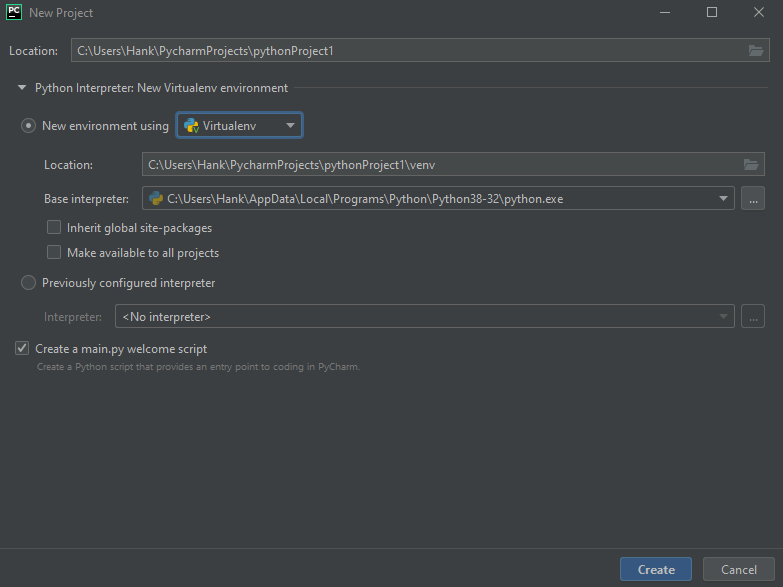 PC New Project
Location: C:\Users\Hank\PycharmProjects\pythonProject1
Python Interpreter: New Virtualenv environment
New environment using Virtualenv
Location: C:\Users\Hank\PycharmProjects\pythonProject1\venv
Base interpreter: C:\Users\Hank\AppData\Local\Programs\Python\Python38-32\python.exe ...
Inherit global site-packages
Make available to all projects
Previously configured interpreter
Interpreter: <No interpreter> ...
Create a main.py welcome script
Create a Python script that provides an entry point to coding in PyCharm.
Create Cancel